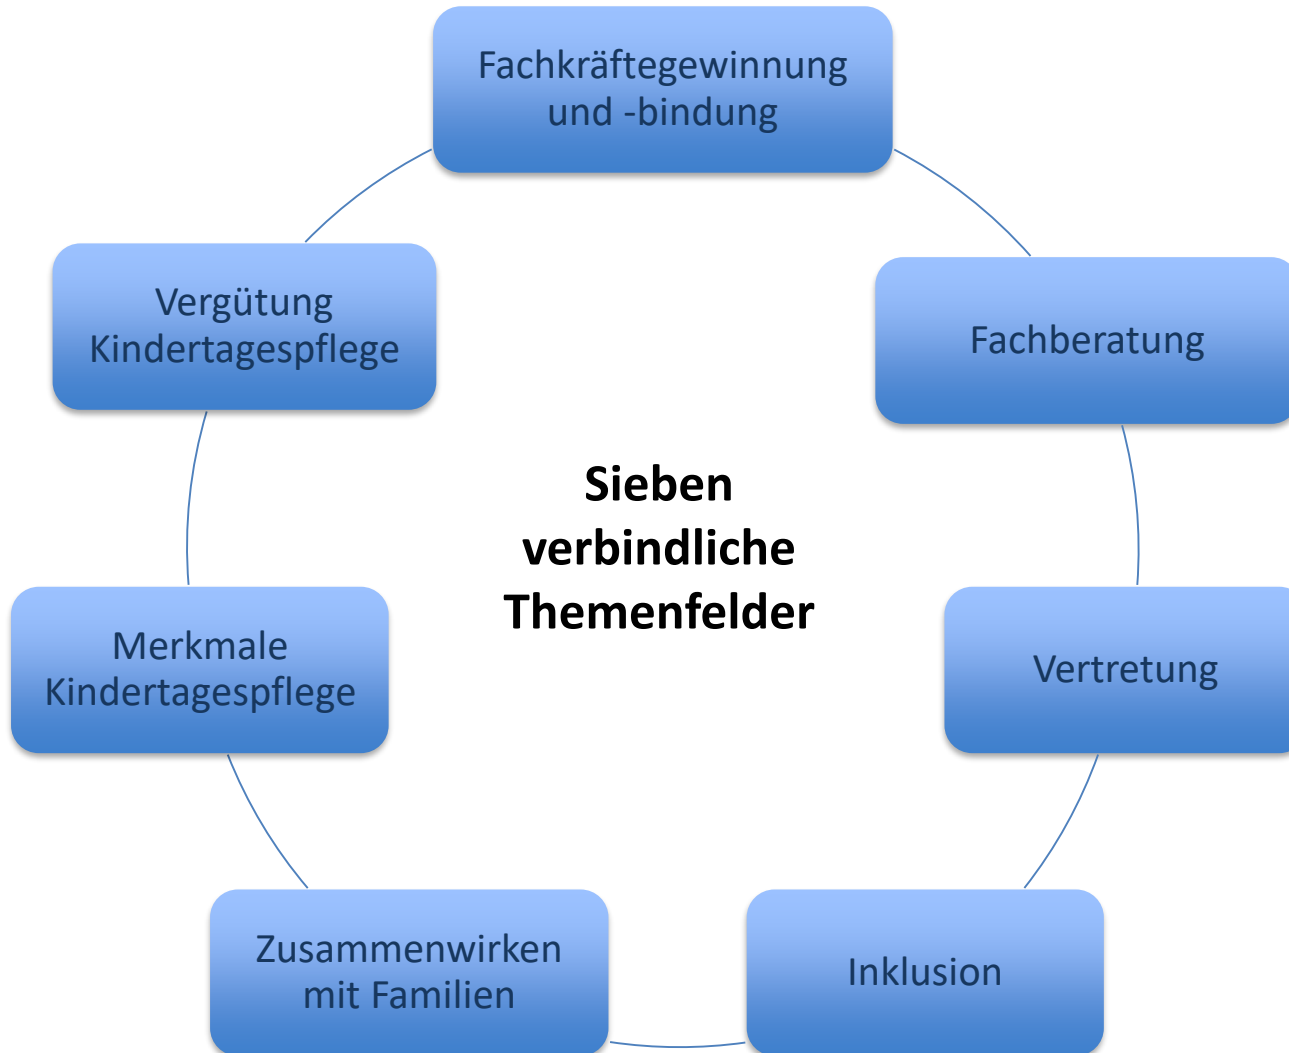 Fachkräftegewinnung
und -bindung
Vergütung
Kindertagespflege
Fachberatung
Sieben
verbindliche
Themenfelder
Merkmale
Kindertagespflege
Vertretung
Zusammenwirken
mit Familien
Inklusion